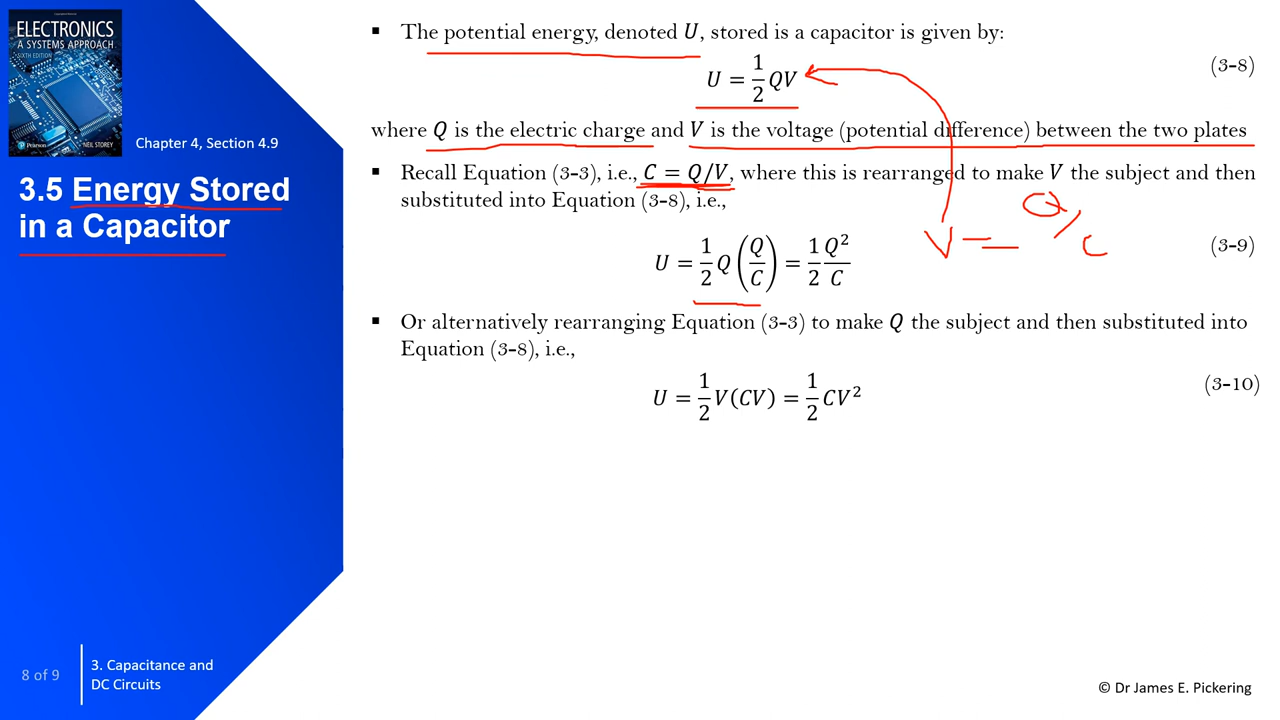 ELECTRONICS
A SYSTEMS APPROACH
SIXTH EDITION
Pearson
NEIL STOREY
Chapter 4, Section 4.9
3.5 Energy Stored
in a Capacitor
▪ The potential energy, denoted U, stored is a capacitor is given by:
U = 1/2 QV (3-8)
where Q is the electric charge and V is the voltage (potential difference) between the two plates
▪ Recall Equation (3-3), i.e., C = Q/V, where this is rearranged to make V the subject and then
substituted into Equation (3-8), i.e.,
V = Q/C
U = 1/2 Q (Q/C) = 1/2 Q²/C (3-9)
▪ Or alternatively rearranging Equation (3-3) to make Q the subject and then substituted into
Equation (3-8), i.e.,
U = 1/2 V(CV) = 1/2 CV² (3-10)
8 of 9
3. Capacitance and
DC Circuits
© Dr James E. Pickering